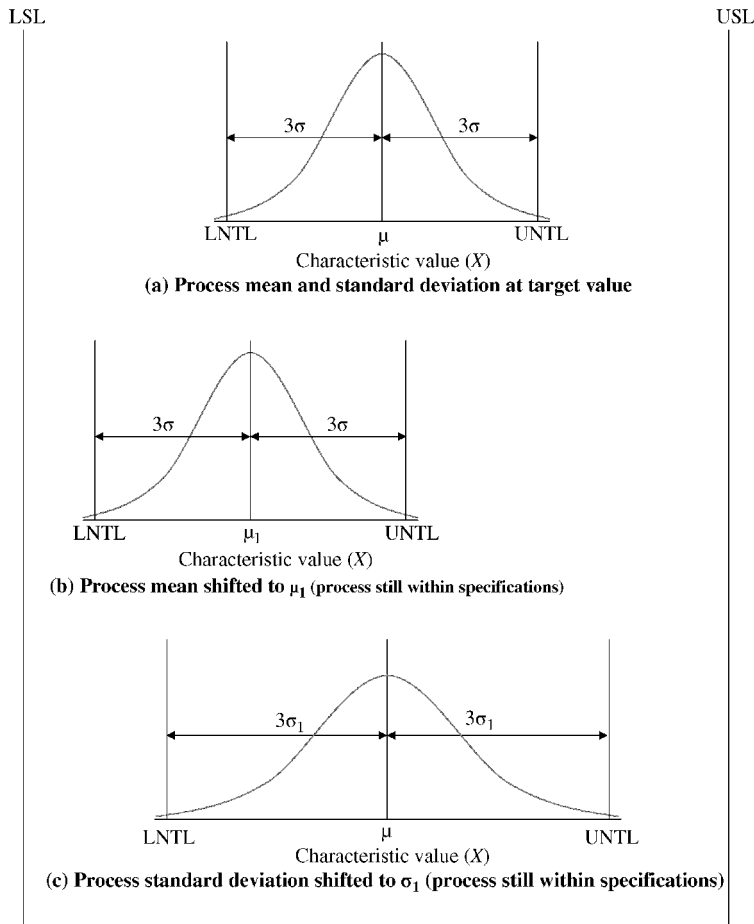 LSL USL
3σ 3σ
LNTL μ UNTL
Characteristic value (X)
(a) Process mean and standard deviation at target value
3σ 3σ
LNTL μ₁ UNTL
Characteristic value (X)
(b) Process mean shifted to μ₁ (process still within specifications)
3σ₁ 3σ₁
LNTL μ UNTL
Characteristic value (X)
(c) Process standard deviation shifted to σ₁ (process still within specifications)